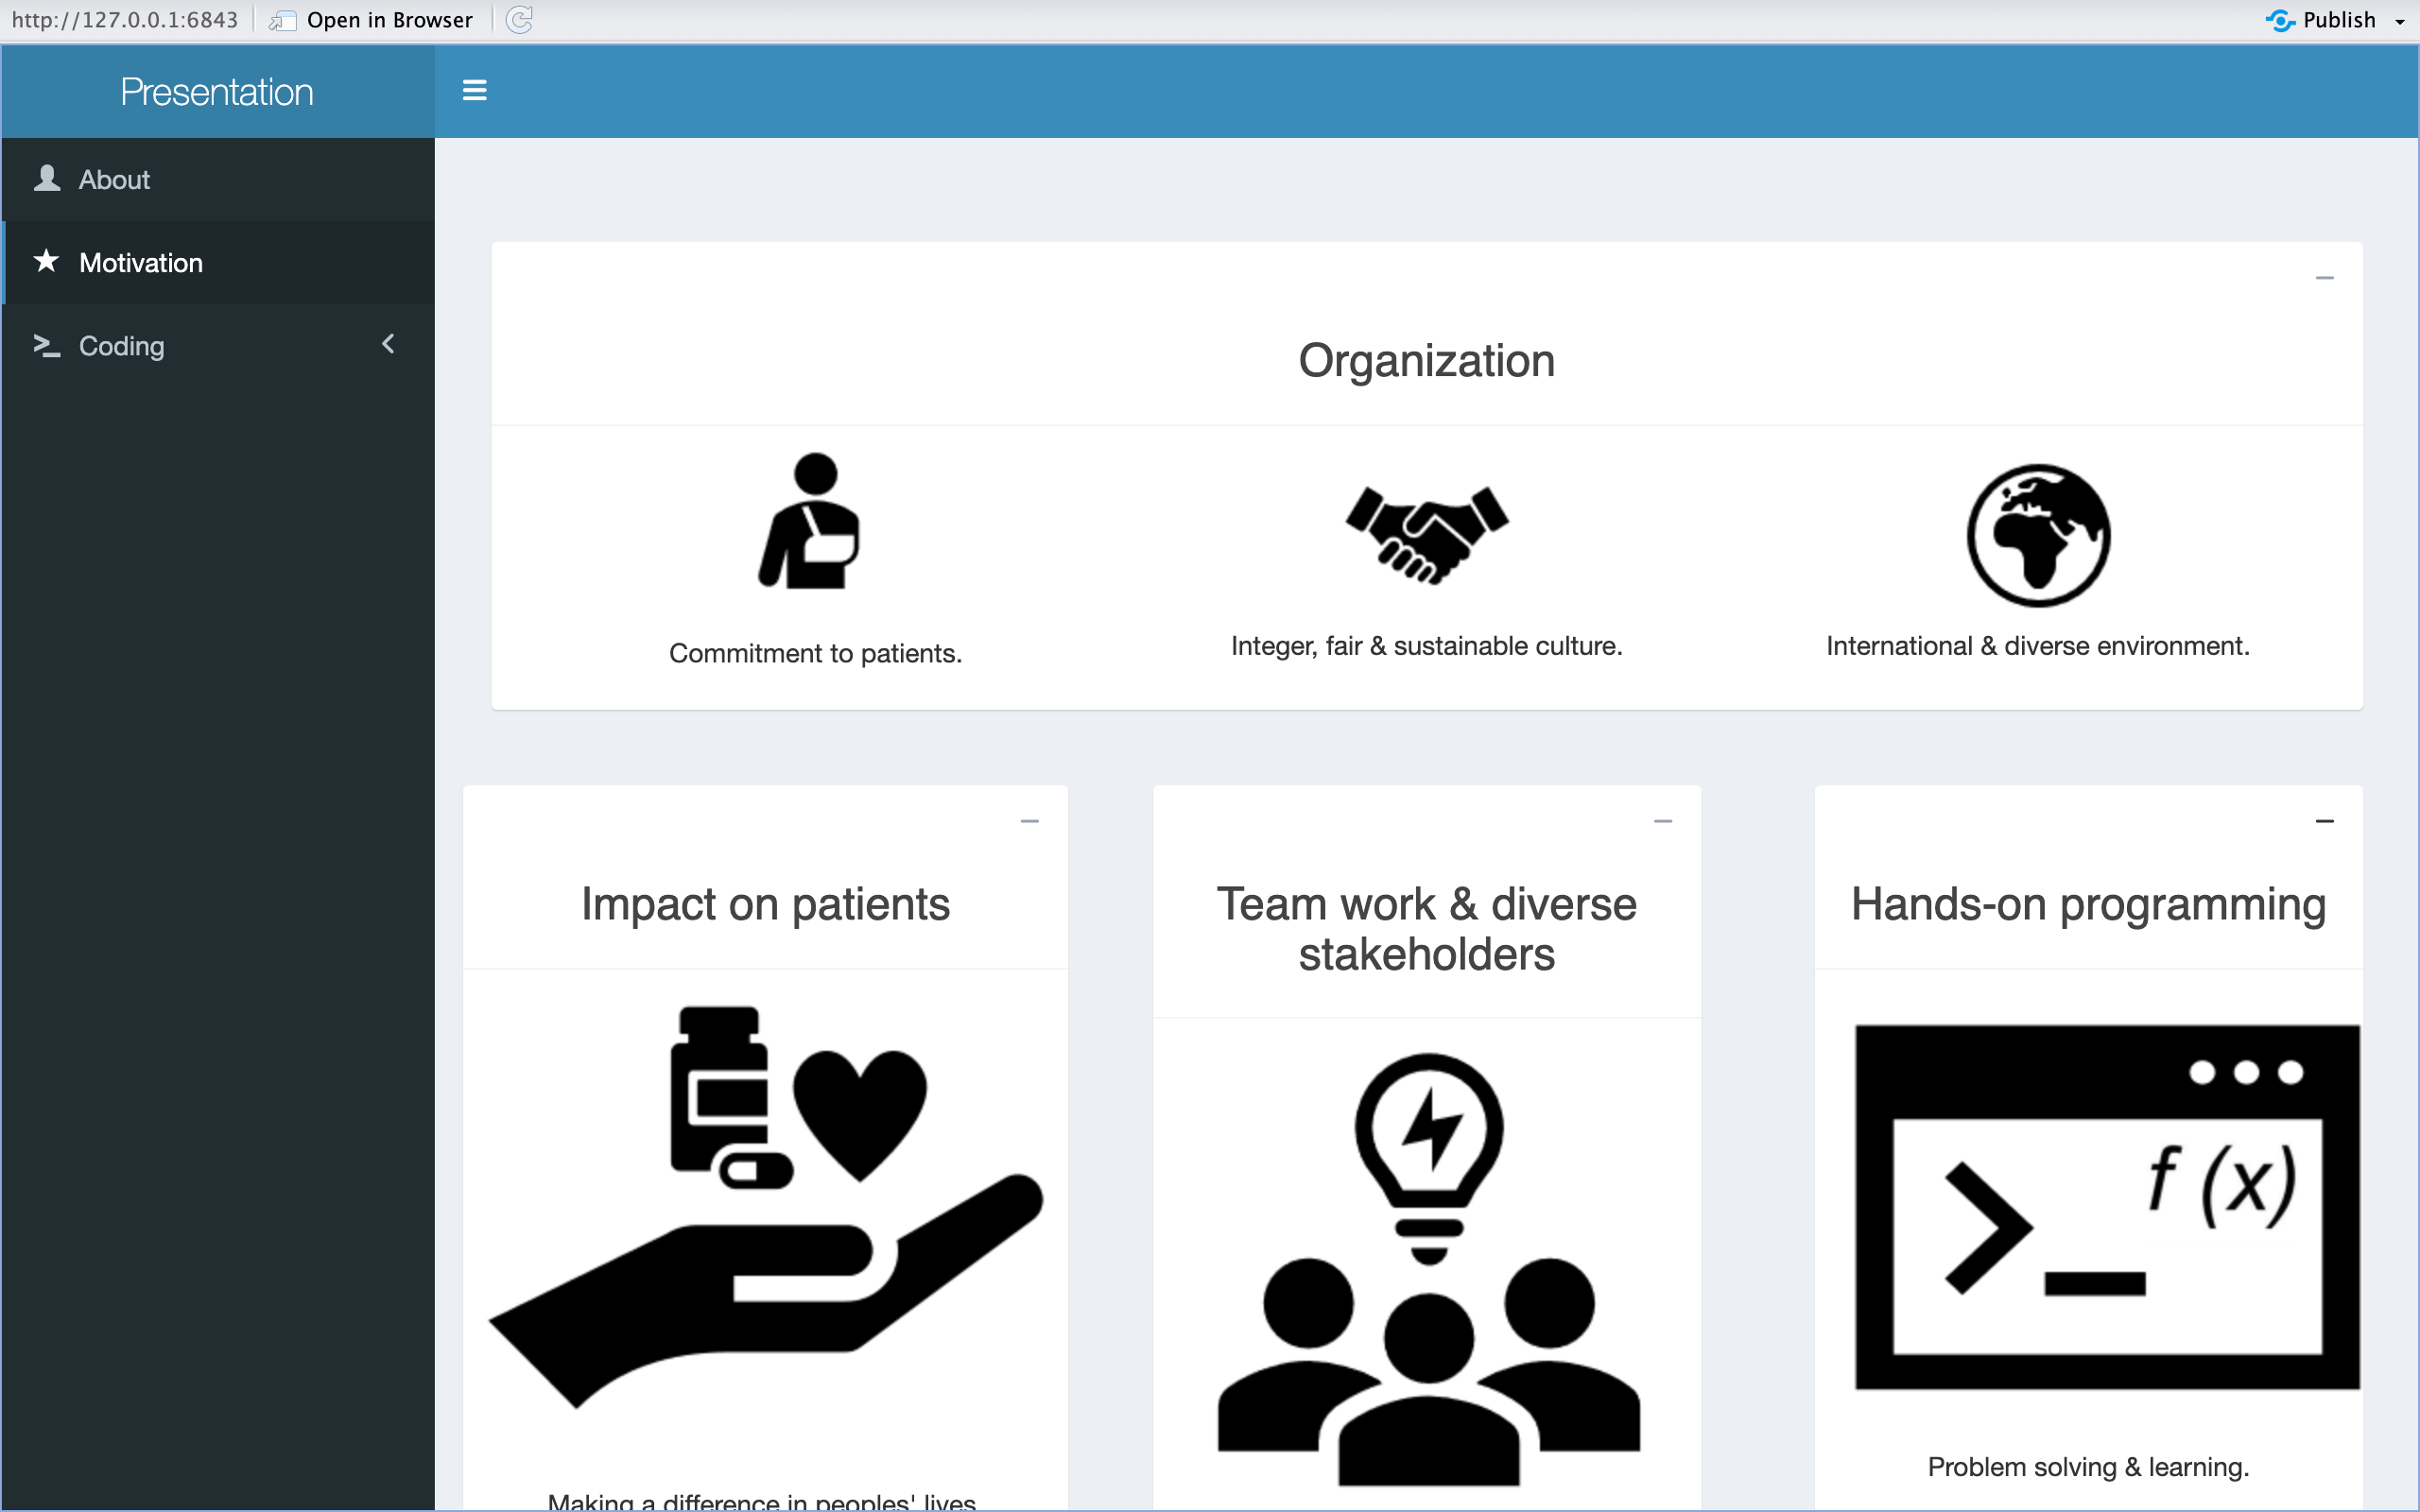 http://127.0.0.1:6843 Open in Browser Publish
Presentation
About
Motivation
>_ Coding
Organization
Commitment to patients.
Integer, fair & sustainable culture.
International & diverse environment.
Impact on patients
Team work & diverse
stakeholders
Hands-on programming
f (x)
>_
Problem solving & learning.
Making a difference in peoples' lives